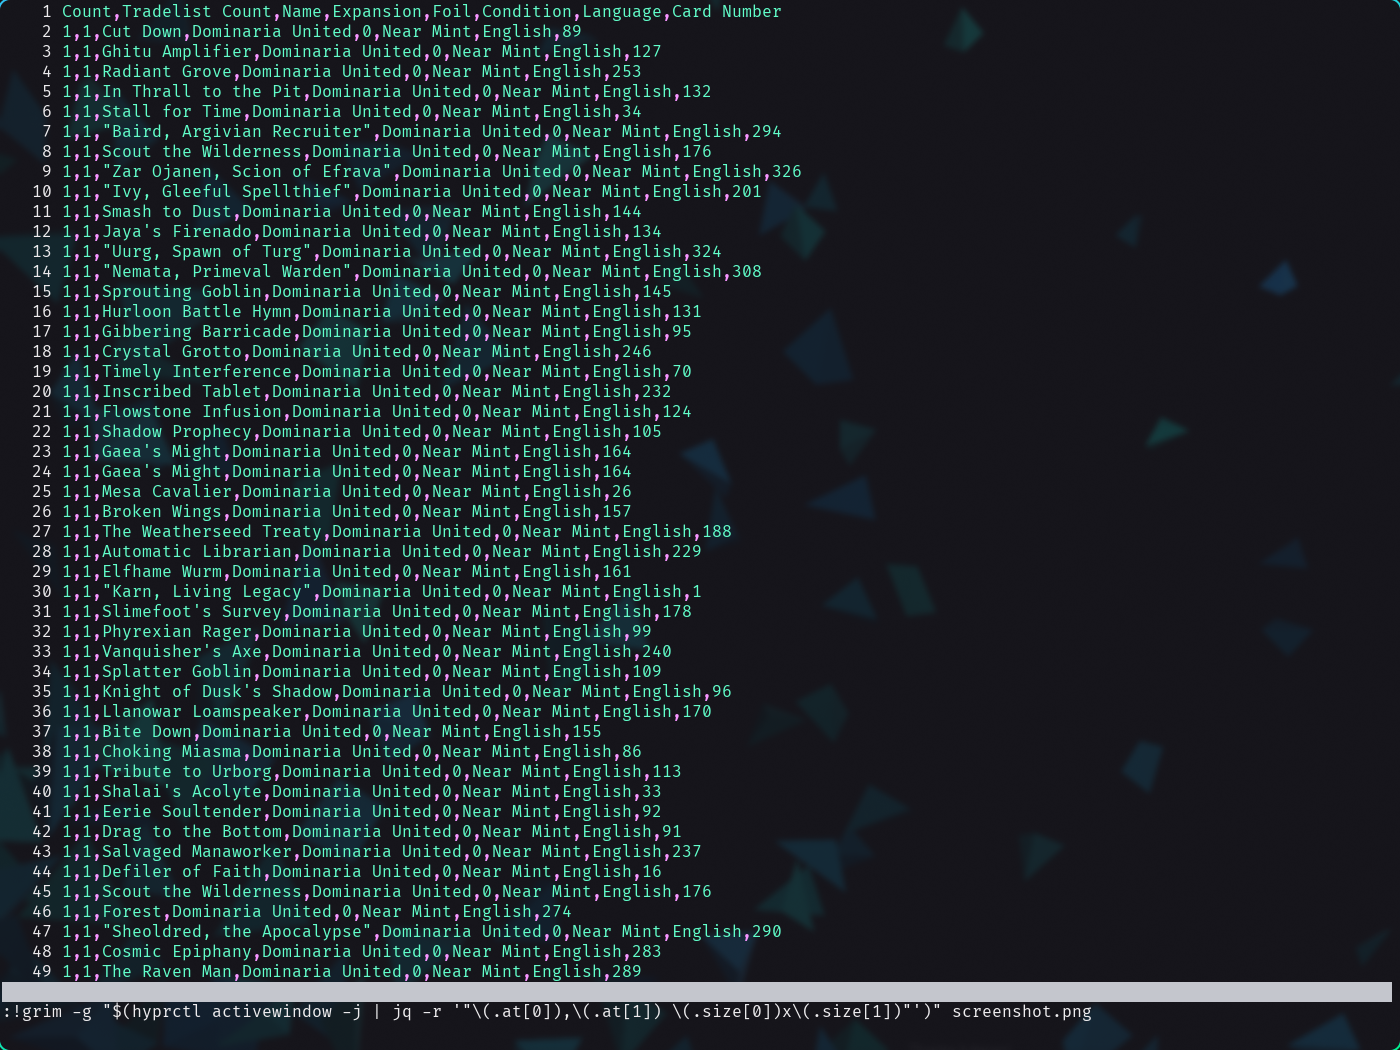 1 Count,Tradelist Count,Name,Expansion,Foil,Condition,Language,Card Number
2 1,1,Cut Down,Dominaria United,0,Near Mint,English,89
3 1,1,Ghitu Amplifier,Dominaria United,0,Near Mint,English,127
4 1,1,Radiant Grove,Dominaria United,0,Near Mint,English,253
5 1,1,In Thrall to the Pit,Dominaria United,0,Near Mint,English,132
6 1,1,Stall for Time,Dominaria United,0,Near Mint,English,34
7 1,1,"Baird, Argivian Recruiter",Dominaria United,0,Near Mint,English,294
8 1,1,Scout the Wilderness,Dominaria United,0,Near Mint,English,176
9 1,1,"Zar Ojanen, Scion of Efrava",Dominaria United,0,Near Mint,English,326
10 1,1,"Ivy, Gleeful Spellthief",Dominaria United,0,Near Mint,English,201
11 1,1,Smash to Dust,Dominaria United,0,Near Mint,English,144
12 1,1,Jaya's Firenado,Dominaria United,0,Near Mint,English,134
13 1,1,"Uurg, Spawn of Turg",Dominaria United,0,Near Mint,English,324
14 1,1,"Nemata, Primeval Warden",Dominaria United,0,Near Mint,English,308
15 1,1,Sprouting Goblin,Dominaria United,0,Near Mint,English,145
16 1,1,Hurloon Battle Hymn,Dominaria United,0,Near Mint,English,131
17 1,1,Gibbering Barricade,Dominaria United,0,Near Mint,English,95
18 1,1,Crystal Grotto,Dominaria United,0,Near Mint,English,246
19 1,1,Timely Interference,Dominaria United,0,Near Mint,English,70
20 1,1,Inscribed Tablet,Dominaria United,0,Near Mint,English,232
21 1,1,Flowstone Infusion,Dominaria United,0,Near Mint,English,124
22 1,1,Shadow Prophecy,Dominaria United,0,Near Mint,English,105
23 1,1,Gaea's Might,Dominaria United,0,Near Mint,English,164
24 1,1,Gaea's Might,Dominaria United,0,Near Mint,English,164
25 1,1,Mesa Cavalier,Dominaria United,0,Near Mint,English,26
26 1,1,Broken Wings,Dominaria United,0,Near Mint,English,157
27 1,1,The Weatherseed Treaty,Dominaria United,0,Near Mint,English,188
28 1,1,Automatic Librarian,Dominaria United,0,Near Mint,English,229
29 1,1,Elfhame Wurm,Dominaria United,0,Near Mint,English,161
30 1,1,"Karn, Living Legacy",Dominaria United,0,Near Mint,English,1
31 1,1,Slimefoot's Survey,Dominaria United,0,Near Mint,English,178
32 1,1,Phyrexian Rager,Dominaria United,0,Near Mint,English,99
33 1,1,Vanquisher's Axe,Dominaria United,0,Near Mint,English,240
34 1,1,Splatter Goblin,Dominaria United,0,Near Mint,English,109
35 1,1,Knight of Dusk's Shadow,Dominaria United,0,Near Mint,English,96
36 1,1,Llanowar Loamspeaker,Dominaria United,0,Near Mint,English,170
37 1,1,Bite Down,Dominaria United,0,Near Mint,English,155
38 1,1,Choking Miasma,Dominaria United,0,Near Mint,English,86
39 1,1,Tribute to Urborg,Dominaria United,0,Near Mint,English,113
40 1,1,Shalai's Acolyte,Dominaria United,0,Near Mint,English,33
41 1,1,Eerie Soultender,Dominaria United,0,Near Mint,English,92
42 1,1,Drag to the Bottom,Dominaria United,0,Near Mint,English,91
43 1,1,Salvaged Manaworker,Dominaria United,0,Near Mint,English,237
44 1,1,Defiler of Faith,Dominaria United,0,Near Mint,English,16
45 1,1,Scout the Wilderness,Dominaria United,0,Near Mint,English,176
46 1,1,Forest,Dominaria United,0,Near Mint,English,274
47 1,1,"Sheoldred, the Apocalypse",Dominaria United,0,Near Mint,English,290
48 1,1,Cosmic Epiphany,Dominaria United,0,Near Mint,English,283
49 1,1,The Raven Man,Dominaria United,0,Near Mint,English,289
:!grim -g "$(hyprctl activewindow -j | jq -r '"\(.at[0]),\(.at[1]) \(.size[0])x\(.size[1])"')" screenshot.png